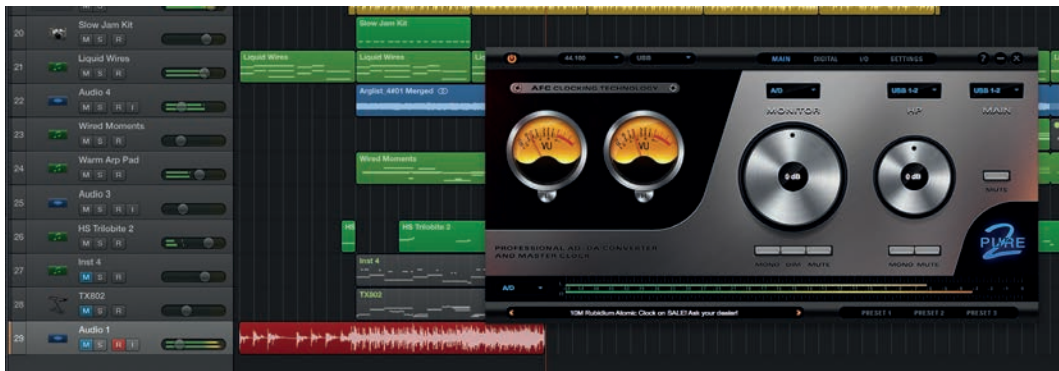 20
Slow Jam Kit
M S R
Slow Jam Kit
21
Liquid Wires
M S R
Liquid Wires
Liquid Wires
22
Audio 4
M S R I
Arglist_4#01 Merged
23
Wired Moments
M S R
24
Warm Arp Pad
M S R
Wired Moments
25
Audio 3
M S R I
26
HS Trilobite 2
M S R
HS
HS Trilobite 2
27
Inst 4
M S R
Inst 4
28
TX802
M S R
TX802
29
Audio 1
M S R I
44.100
USB
MAIN
DIGITAL
I/O
SETTINGS
?
AFC CLOCKING TECHNOLOGY
VU
VU
A/D
MONITOR
USB 1-2
HP
USB 1-2
MAIN
0 dB
0 dB
MUTE
MONO DIM MUTE
MONO MUTE
PURE
2
PROFESSIONAL AD/DA CONVERTER
AND MASTER CLOCK
A/D
10M Rubidium Atomic Clock on SALE! Ask your dealer!
PRESET 1
PRESET 2
PRESET 3